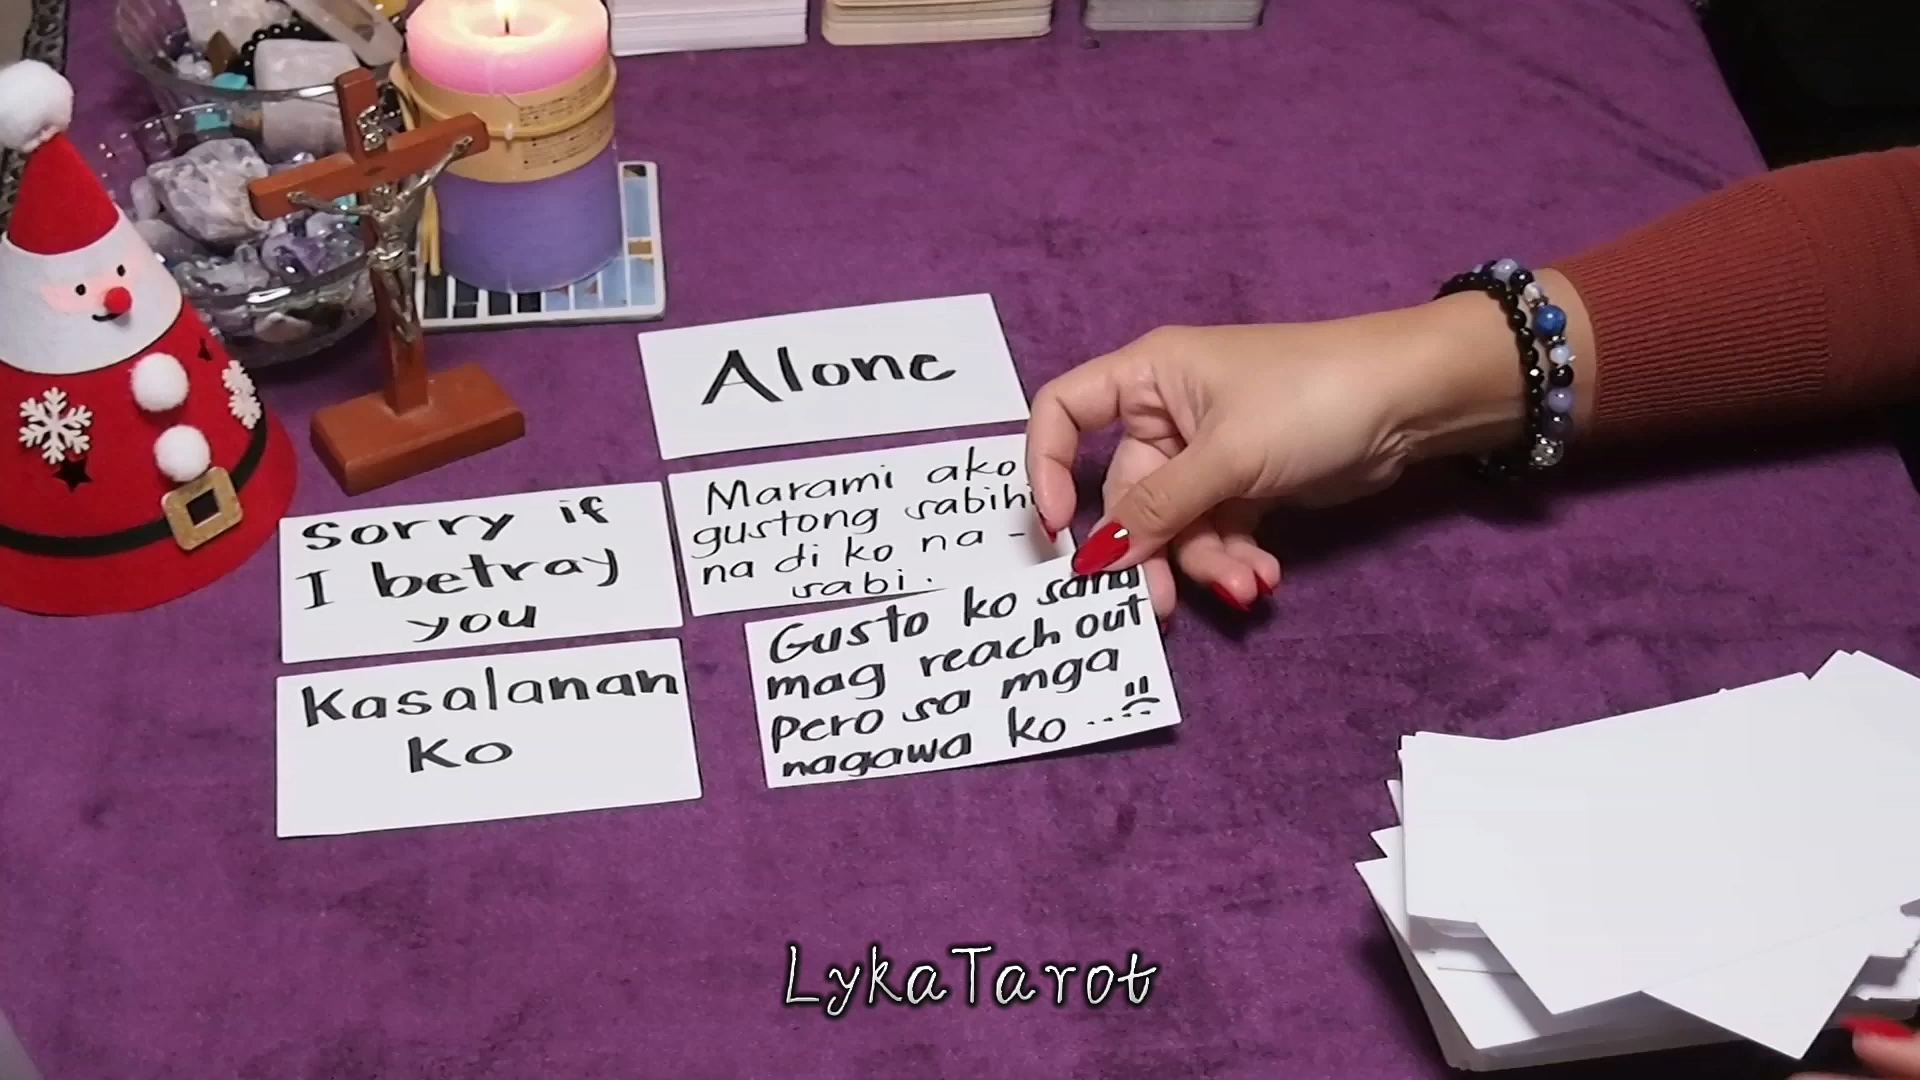 Alone
Sorry if
I betray
you
Marami ako
gustong sabihi
na di ko na-
sabi.
Kasalanan
Ko
Gusto ko sana
mag reach out
pero sa mga
nagawa ko ....
LykaTarot